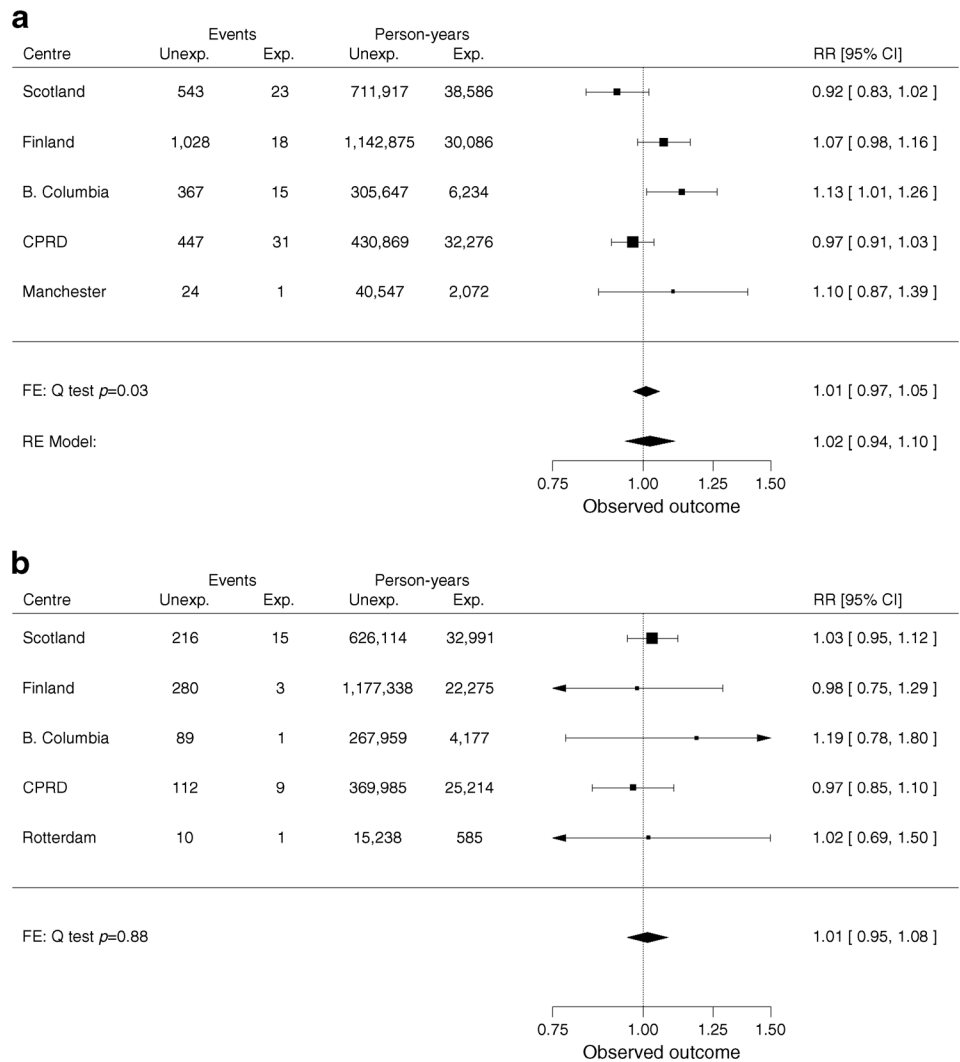 a
Events Person-years
Centre Unexp. Exp. Unexp. Exp. RR [95% CI]
Scotland 543 23 711,917 38,586 0.92 [ 0.83, 1.02 ]
Finland 1,028 18 1,142,875 30,086 1.07 [ 0.98, 1.16 ]
B. Columbia 367 15 305,647 6,234 1.13 [ 1.01, 1.26 ]
CPRD 447 31 430,869 32,276 0.97 [ 0.91, 1.03 ]
Manchester 24 1 40,547 2,072 1.10 [ 0.87, 1.39 ]
FE: Q test p=0.03 1.01 [ 0.97, 1.05 ]
RE Model: 1.02 [ 0.94, 1.10 ]
0.75 1.00 1.25 1.50
Observed outcome
b
Events Person-years
Centre Unexp. Exp. Unexp. Exp. RR [95% CI]
Scotland 216 15 626,114 32,991 1.03 [ 0.95, 1.12 ]
Finland 280 3 1,177,338 22,275 0.98 [ 0.75, 1.29 ]
B. Columbia 89 1 267,959 4,177 1.19 [ 0.78, 1.80 ]
CPRD 112 9 369,985 25,214 0.97 [ 0.85, 1.10 ]
Rotterdam 10 1 15,238 585 1.02 [ 0.69, 1.50 ]
FE: Q test p=0.88 1.01 [ 0.95, 1.08 ]
0.75 1.00 1.25 1.50
Observed outcome